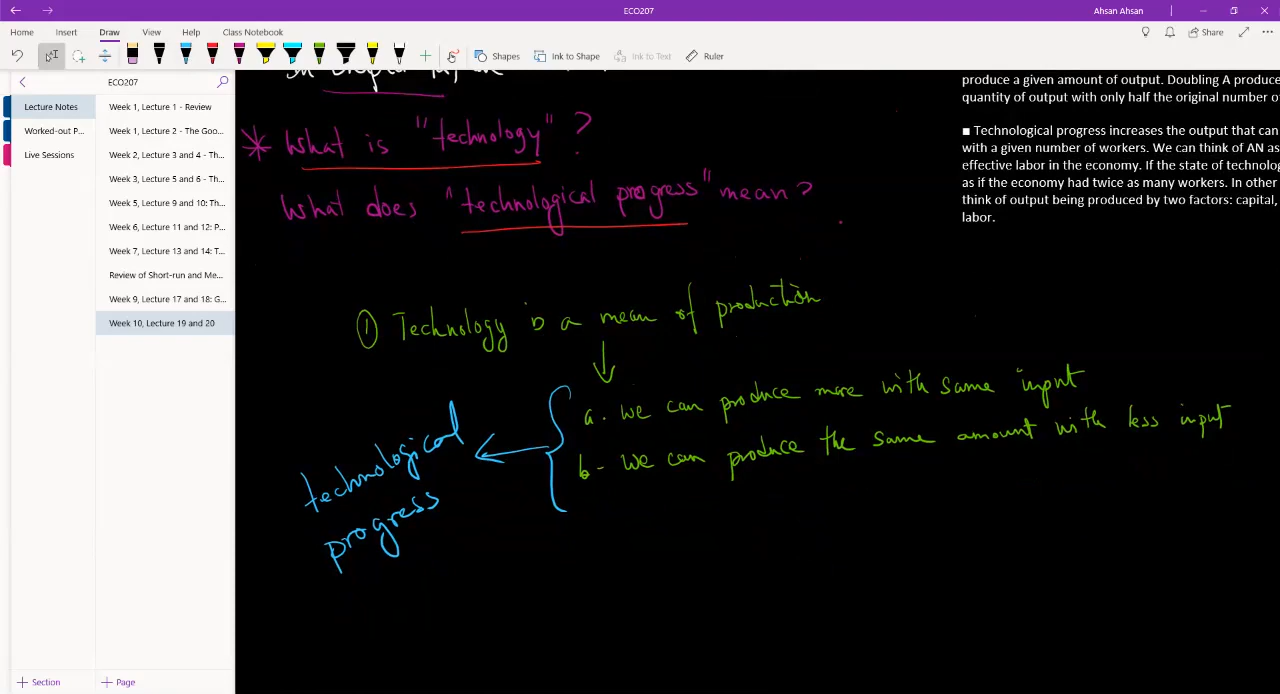 ECO207
Ahsan Ahsan
Home Insert Draw View Help Class Notebook
Share
Shapes Ink to Shape Ink to Text Ruler
ECO207
Lecture Notes
Worked-out P...
Live Sessions
Week 1, Lecture 1 - Review
Week 1, Lecture 2 - The Goo...
Week 2, Lecture 3 and 4 - Th...
Week 3, Lecture 5 and 6 - Th...
Week 5, Lecture 9 and 10: Th...
Week 6, Lecture 11 and 12: P...
Week 7, Lecture 13 and 14: T...
Review of Short-run and Me...
Week 9, Lecture 17 and 18: G...
Week 10, Lecture 19 and 20
+ Section
+ Page
* What is "technology" ?
What does "technological progress" mean?
① Technology is a mean of production
a. we can produce more with same input
b- we can produce the same amount with less input
technological
progress
produce a given amount of output. Doubling A produce
quantity of output with only half the original number of
■ Technological progress increases the output that can
with a given number of workers. We can think of AN as
effective labor in the economy. If the state of technolog
as if the economy had twice as many workers. In other
think of output being produced by two factors: capital,
labor.